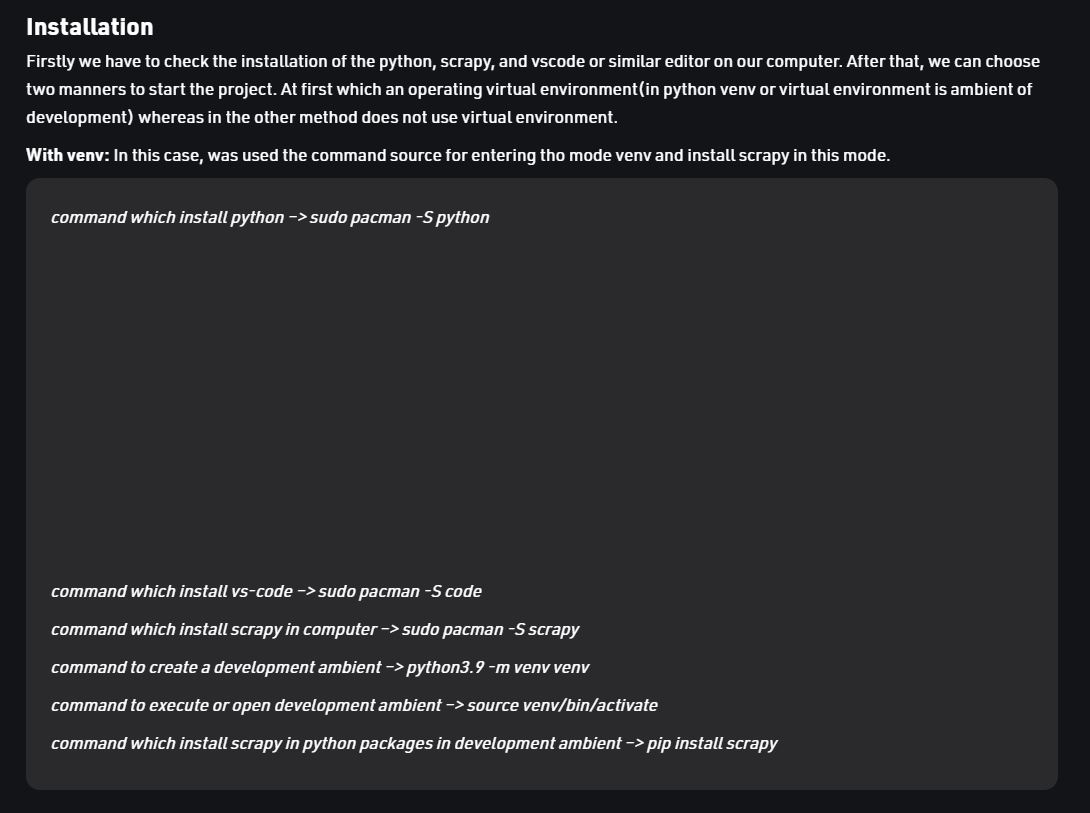 Installation
Firstly we have to check the installation of the python, scrapy, and vscode or similar editor on our computer. After that, we can choose
two manners to start the project. At first which an operating virtual environment(in python venv or virtual environment is ambient of
development) whereas in the other method does not use virtual environment.
With venv: In this case, was used the command source for entering tho mode venv and install scrapy in this mode.
command which install python –> sudo pacman -S python
command which install vs-code –> sudo pacman -S code
command which install scrapy in computer –> sudo pacman -S scrapy
command to create a development ambient –> python3.9 -m venv venv
command to execute or open development ambient –> source venv/bin/activate
command which install scrapy in python packages in development ambient –> pip install scrapy